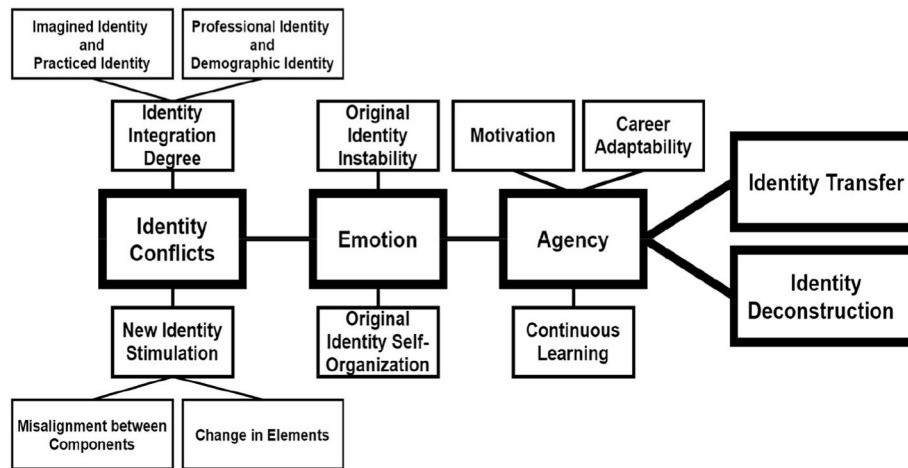 Imagined Identity
and
Practiced Identity
Professional Identity
and
Demographic Identity
Identity
Integration
Degree
Original
Identity
Instability
Motivation
Career
Adaptability
Identity
Conflicts
Emotion
Agency
Identity Transfer
Identity
Deconstruction
New Identity
Stimulation
Original
Identity Self-
Organization
Continuous
Learning
Misalignment between
Components
Change in Elements